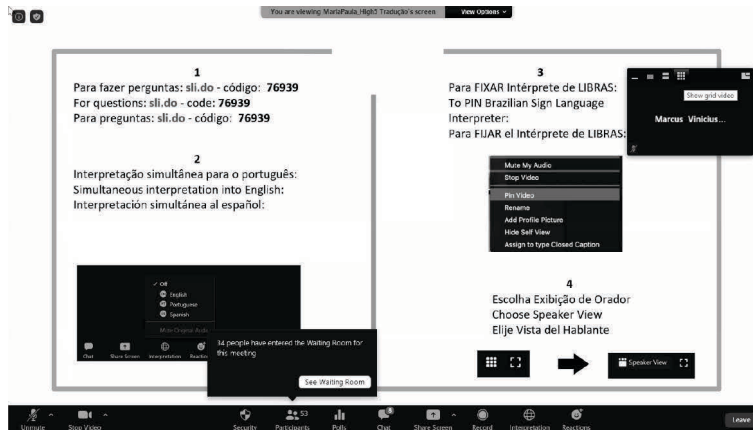 You are viewing MariaPaula_High5 Tradução's screen
View Options
1
Para fazer perguntas: sli.do - código: 76939
For questions: sli.do - code: 76939
Para preguntas: sli.do - código: 76939
2
Interpretação simultânea para o português:
Simultaneous interpretation into English:
Interpretación simultánea al español:
Off
English
Portuguese
Spanish
Mute Original Audio
Chat
Share Screen
Interpretation
34 people have entered the Waiting Room for
this meeting
See Waiting Room
3
Para FIXAR Intérprete de LIBRAS:
To PIN Brazilian Sign Language
Interpreter:
Para FIJAR el Intérprete de LIBRAS:
Show grid video
Marcus Vinicius...
Mute My Audio
Stop Video
Pin Video
Rename
Add Profile Picture
Hide Self View
Assign to type Closed Caption
4
Escolha Exibição de Orador
Choose Speaker View
Elije Vista del Hablante
Speaker View
Unmute
Stop Video
Security
Participants
53
Polls
Chat
Share Screen
Record
Interpretation
Reactions
Leave